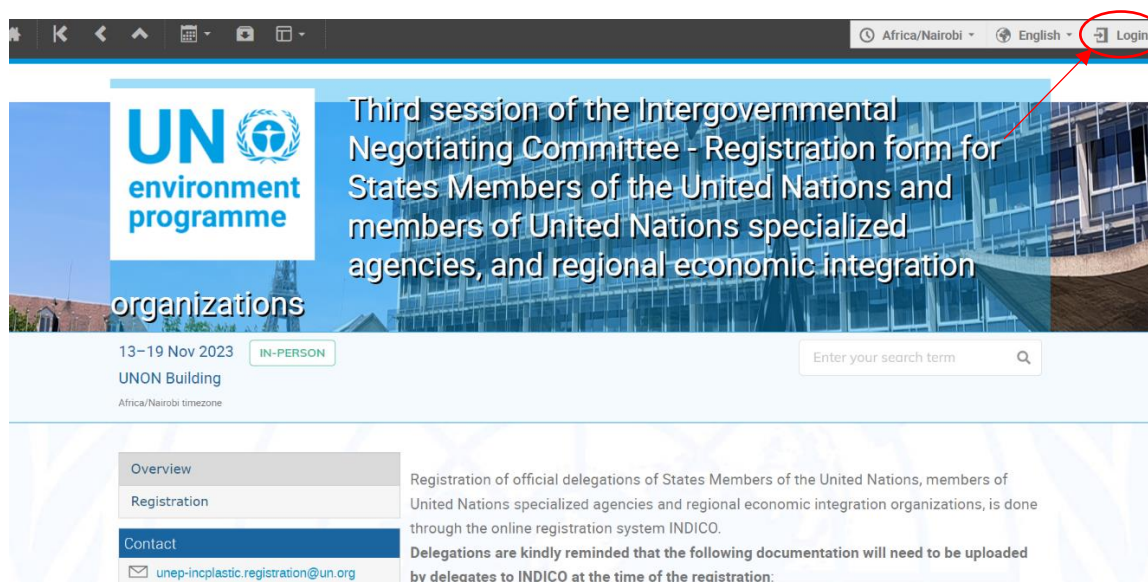 Africa/Nairobi
English
Login
UN
environment
programme
Third session of the Intergovernmental
Negotiating Committee - Registration form for
States Members of the United Nations and
members of United Nations specialized
agencies, and regional economic integration
organizations
13–19 Nov 2023
IN-PERSON
Enter your search term
UNON Building
Africa/Nairobi timezone
Overview
Registration
Contact
unep-incplastic.registration@un.org
Registration of official delegations of States Members of the United Nations, members of
United Nations specialized agencies and regional economic integration organizations, is done
through the online registration system INDICO.
Delegations are kindly reminded that the following documentation will need to be uploaded
by delegates to INDICO at the time of the registration: